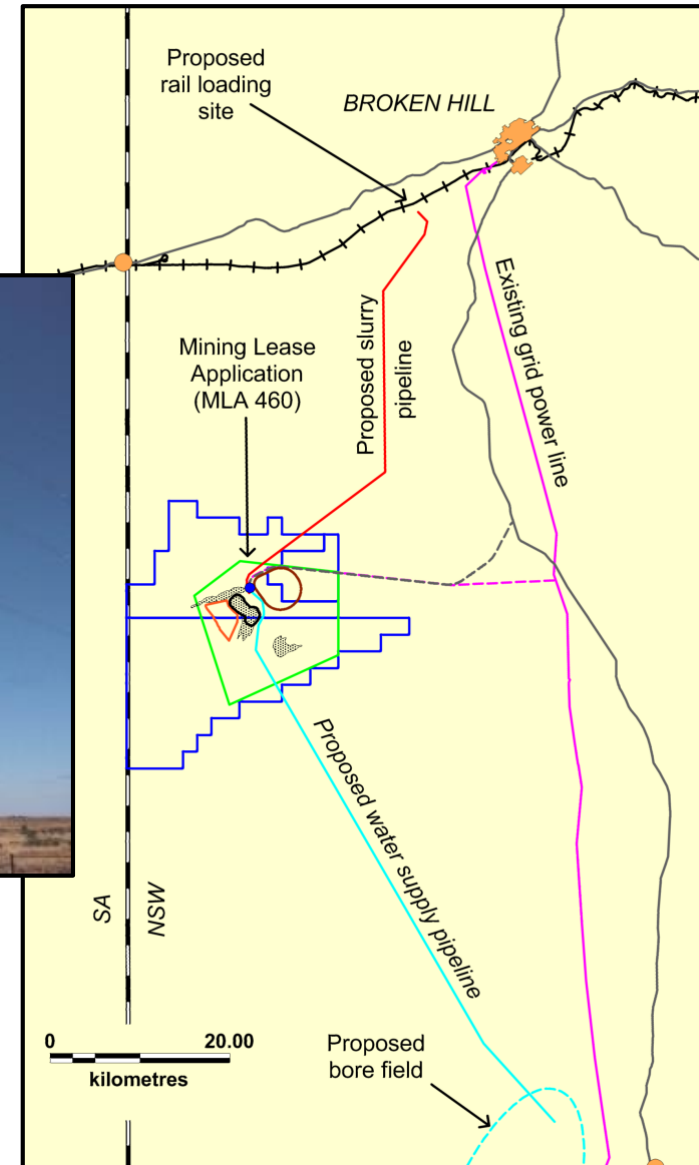 Proposed
rail loading
site
BROKEN HILL
Existing grid power line
Proposed slurry
pipeline
Mining Lease
Application
(MLA 460)
Proposed water supply pipeline
SA
NSW
0 20.00
kilometres
Proposed
bore field